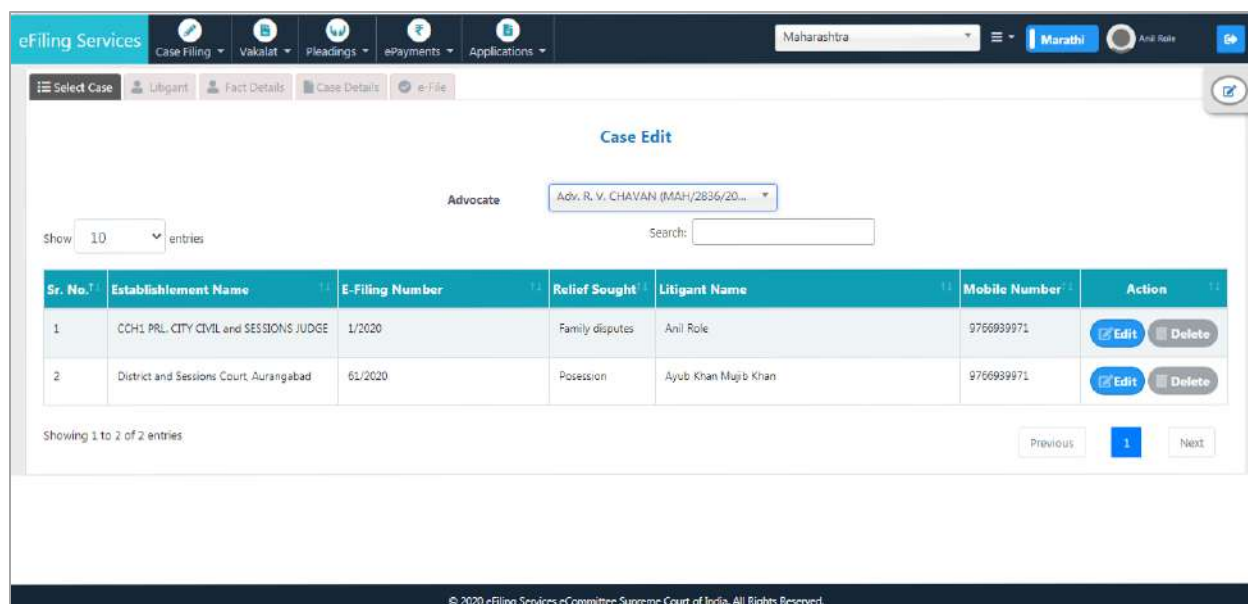 eFiling Services Case Filing Vakalat Pleadings ePayments Applications Maharashtra Marathi Anil Role
Select Case Litigant Fact Details Case Details e-File
Case Edit
Advocate Adv. R. V. CHAVAN (MAH/2836/20...
Show 10 entries Search:
Sr. No. Establishlement Name E-Filing Number Relief Sought Litigant Name Mobile Number Action
1 CCH1 PRL. CITY CIVIL and SESSIONS JUDGE 1/2020 Family disputes Anil Role 9766939971 Edit Delete
2 District and Sessions Court, Aurangabad 61/2020 Posession Ayub Khan Mujib Khan 9766939971 Edit Delete
Showing 1 to 2 of 2 entries Previous 1 Next
© 2020 eFiling Services eCommittee Supreme Court of India. All Rights Reserved.